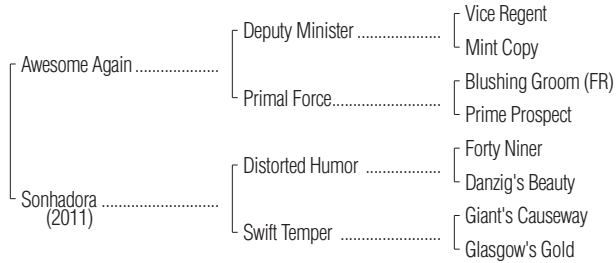 Vice Regent
Deputy Minister ..................
Mint Copy
Awesome Again ..................
Blushing Groom (FR)
Primal Force........................
Prime Prospect
Forty Niner
Distorted Humor ................
Danzig's Beauty
Sonhadora .........................
(2011)
Giant's Causeway
Swift Temper ......................
Glasgow's Gold